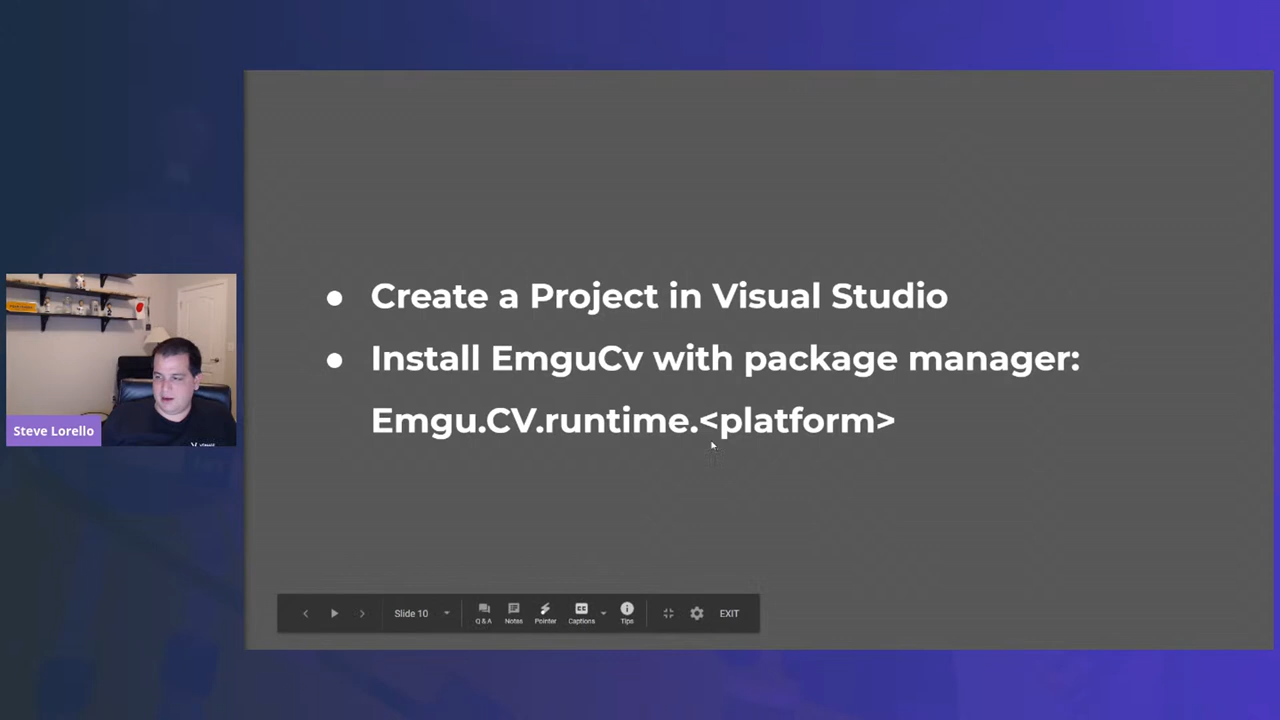 Create a Project in Visual Studio
Install EmguCv with package manager:
Emgu.CV.runtime.<platform>
Steve Lorello
Slide 10
Q & A
Notes
Pointer
CC
Captions
Tips
EXIT